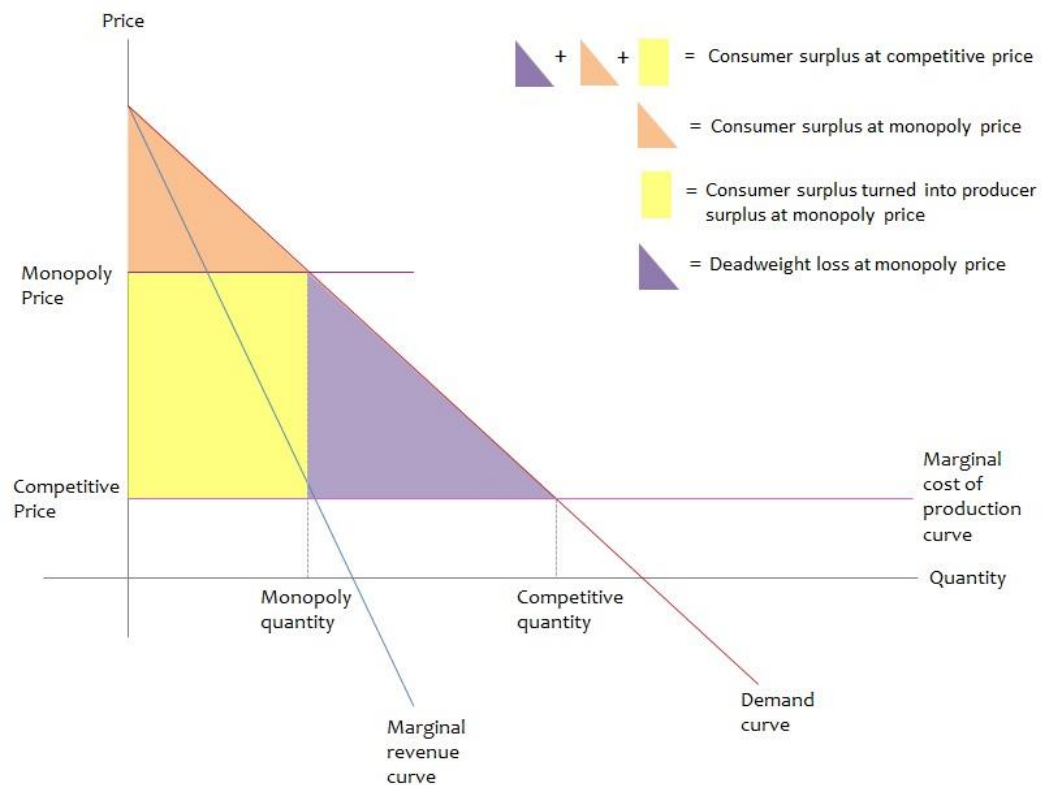 Price
+ + = Consumer surplus at competitive price
= Consumer surplus at monopoly price
= Consumer surplus turned into producer
surplus at monopoly price
= Deadweight loss at monopoly price
Monopoly
Price
Competitive
Price
Marginal
cost of
production
curve
Quantity
Monopoly
quantity
Competitive
quantity
Demand
curve
Marginal
revenue
curve